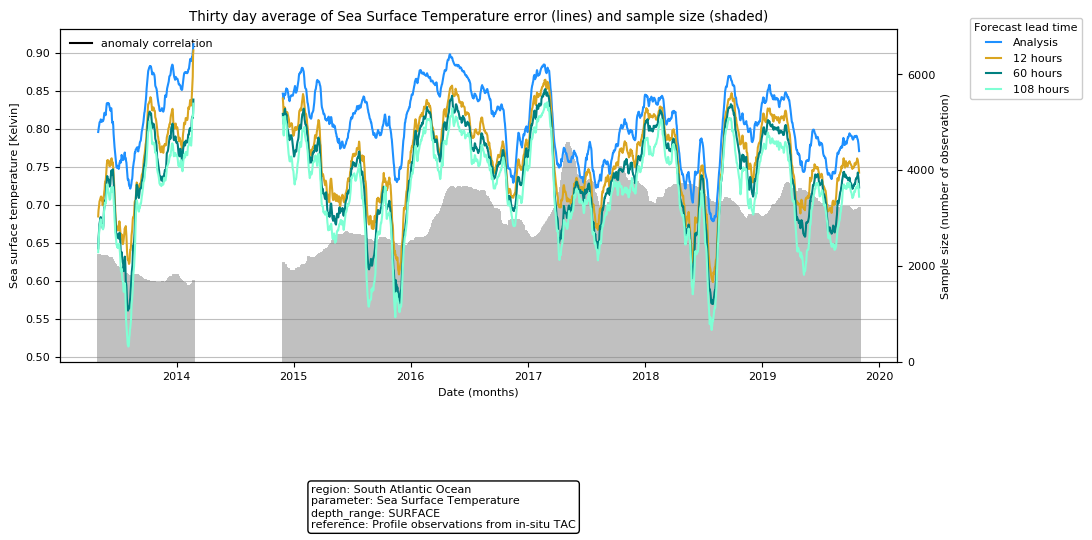 Thirty day average of Sea Surface Temperature error (lines) and sample size (shaded)
anomaly correlation
Forecast lead time
Analysis
12 hours
60 hours
108 hours
Sea surface temperature [Kelvin]
0.90
0.85
0.80
0.75
0.70
0.65
0.60
0.55
0.50
6000
4000
2000
0
Sample size (number of observation)
2014
2015
2016
2017
2018
2019
2020
Date (months)
region: South Atlantic Ocean
parameter: Sea Surface Temperature
depth_range: SURFACE
reference: Profile observations from in-situ TAC